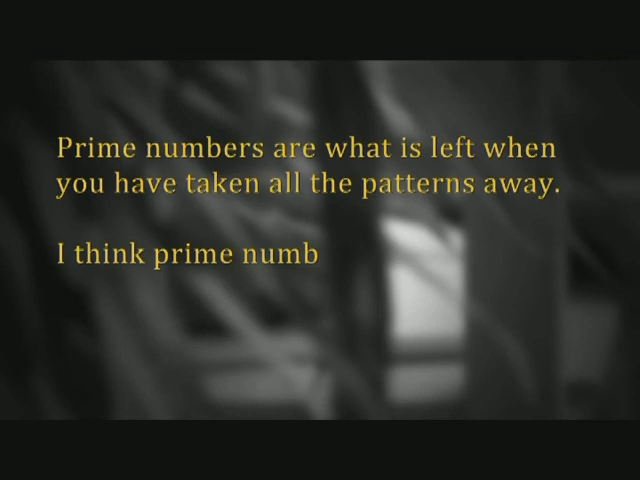 Prime numbers are what is left when
you have taken all the patterns away.
I think prime numb